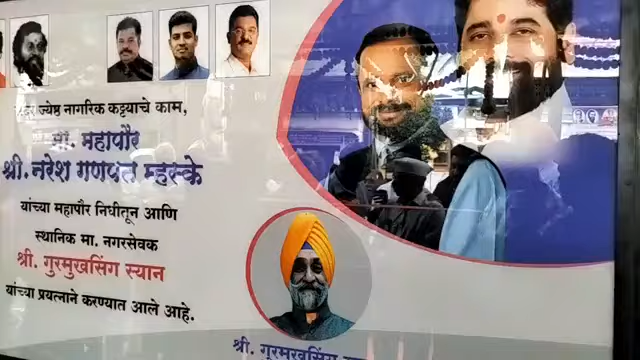 ज्येष्ठ नागरिक कट्ट्याचे काम,
मा. महापौर
श्री. नरेश गणपत म्हस्के
यांच्या महापौर निधीतून आणि
स्थानिक मा. नगरसेवक
श्री. गुरमुखसिंग स्यान
यांच्या प्रयत्नाने करण्यात आले आहे.
श्री. गुरमुखसिंग